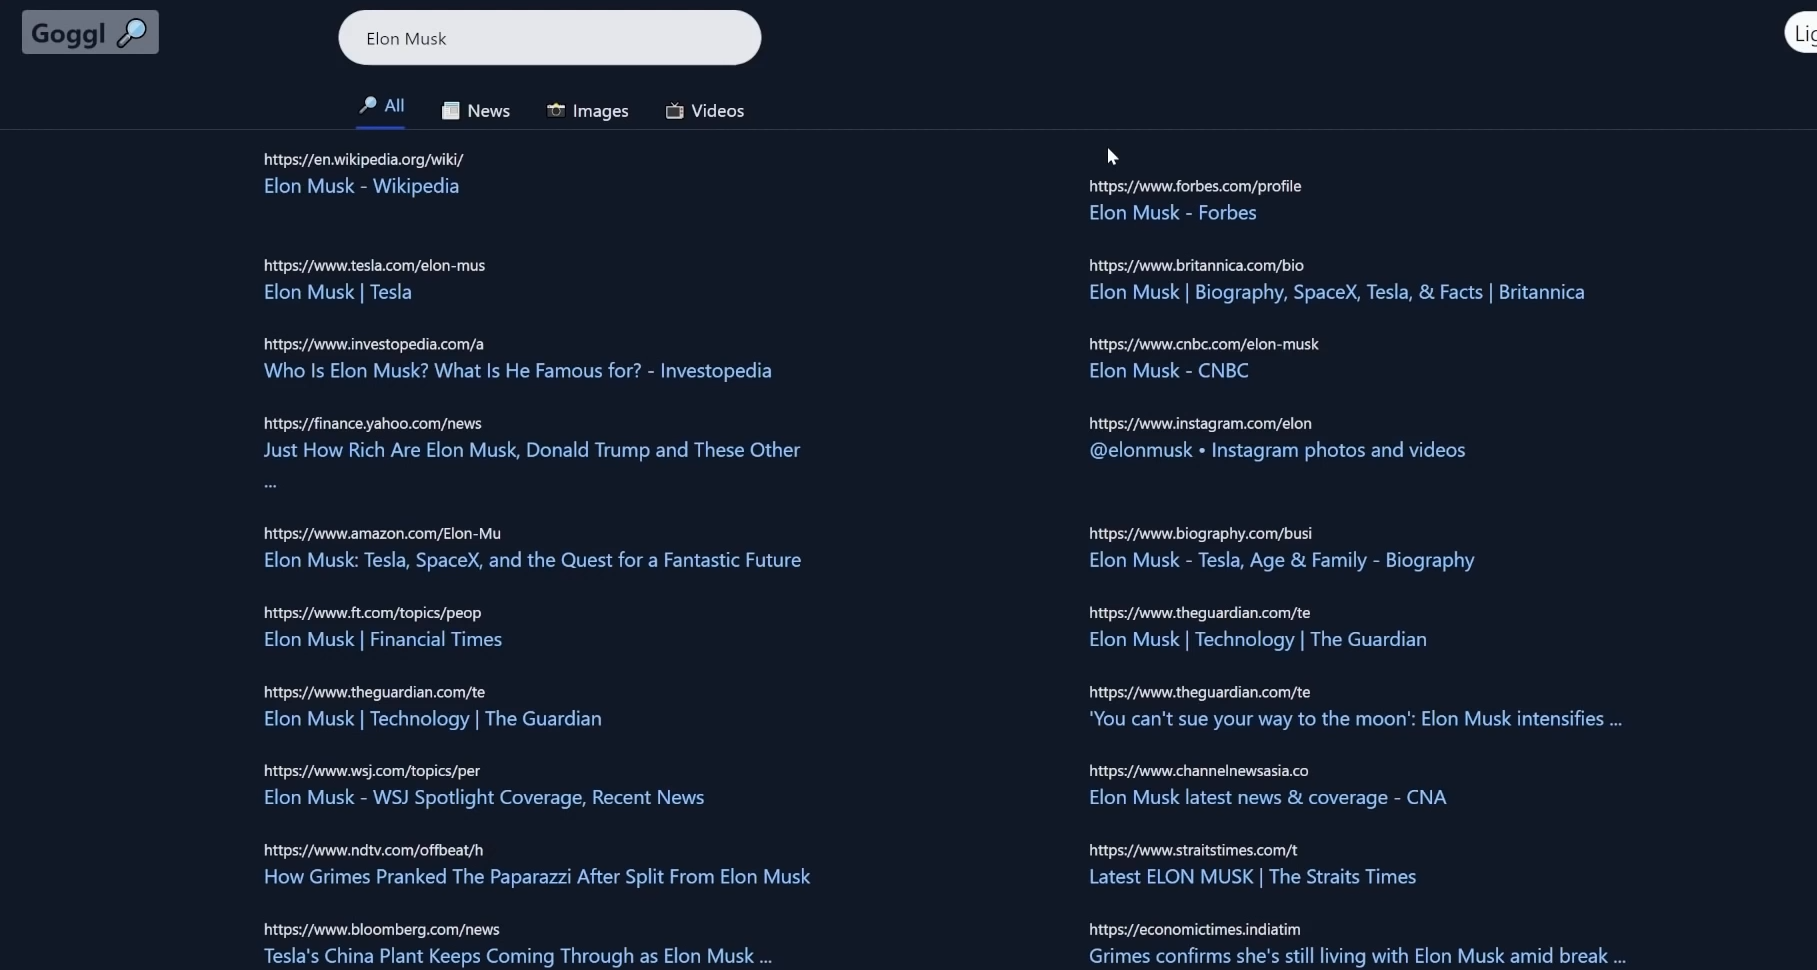 Goggl
Elon Musk
Lig
All
News
Images
Videos
https://en.wikipedia.org/wiki/
Elon Musk - Wikipedia
https://www.forbes.com/profile
Elon Musk - Forbes
https://www.tesla.com/elon-mus
Elon Musk | Tesla
https://www.britannica.com/bio
Elon Musk | Biography, SpaceX, Tesla, & Facts | Britannica
https://www.investopedia.com/a
Who Is Elon Musk? What Is He Famous for? - Investopedia
https://www.cnbc.com/elon-musk
Elon Musk - CNBC
https://finance.yahoo.com/news
Just How Rich Are Elon Musk, Donald Trump and These Other
...
https://www.instagram.com/elon
@elonmusk • Instagram photos and videos
https://www.amazon.com/Elon-Mu
Elon Musk: Tesla, SpaceX, and the Quest for a Fantastic Future
https://www.biography.com/busi
Elon Musk - Tesla, Age & Family - Biography
https://www.ft.com/topics/peop
Elon Musk | Financial Times
https://www.theguardian.com/te
Elon Musk | Technology | The Guardian
https://www.theguardian.com/te
Elon Musk | Technology | The Guardian
https://www.theguardian.com/te
'You can't sue your way to the moon': Elon Musk intensifies ...
https://www.wsj.com/topics/per
Elon Musk - WSJ Spotlight Coverage, Recent News
https://www.channelnewsasia.co
Elon Musk latest news & coverage - CNA
https://www.ndtv.com/offbeat/h
How Grimes Pranked The Paparazzi After Split From Elon Musk
https://www.straitstimes.com/t
Latest ELON MUSK | The Straits Times
https://www.bloomberg.com/news
Tesla's China Plant Keeps Coming Through as Elon Musk ...
https://economictimes.indiatim
Grimes confirms she's still living with Elon Musk amid break ...